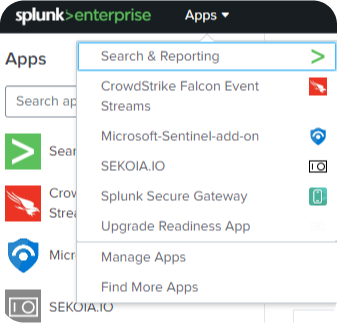 splunk>enterprise Apps
Apps
Search & Reporting
CrowdStrike Falcon Event
Streams
Microsoft-Sentinel-add-on
SEKOIA.IO
Splunk Secure Gateway
Upgrade Readiness App
Manage Apps
Find More Apps
Search ap
Sear
Crow
Strea
Micr
SEKOIA.IO